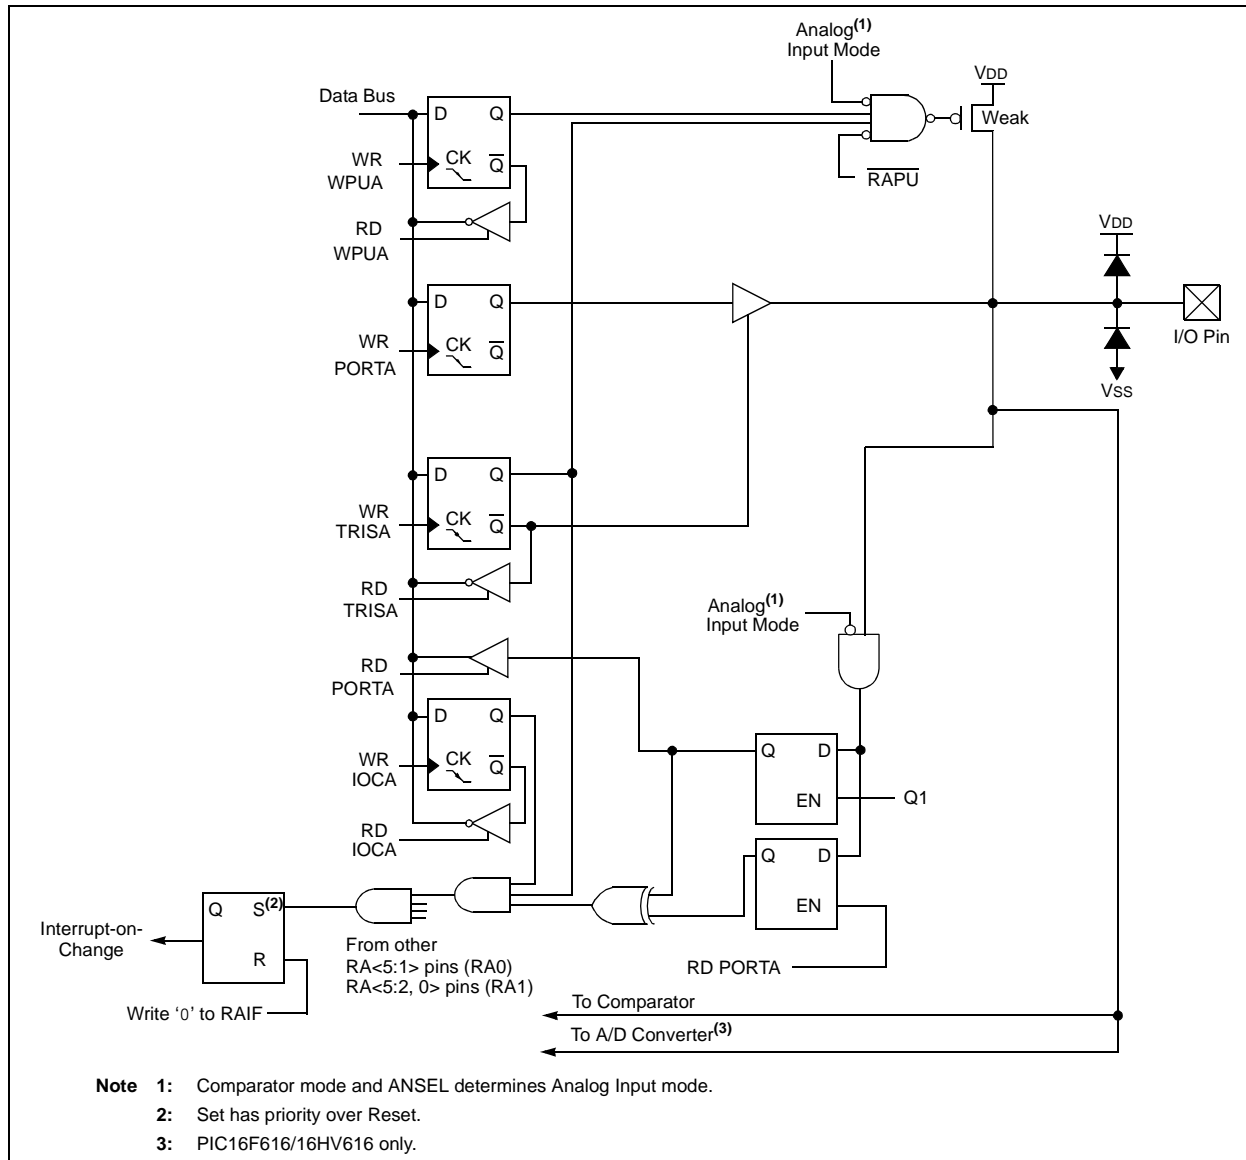 Analog(1)
Input Mode
VDD
Data Bus
D Q
Weak
WR
WPUA
CK Q
RAPU
RD
WPUA
VDD
D Q
I/O Pin
WR
PORTA
CK Q
VSS
D Q
WR
TRISA
CK Q
RD
TRISA
Analog(1)
Input Mode
RD
PORTA
D Q
Q D
WR
IOCA
CK Q
EN
Q1
RD
IOCA
Q D
EN
Q S(2)
Interrupt-on-
Change
R
From other
RA<5:1> pins (RA0)
RA<5:2, 0> pins (RA1)
RD PORTA
Write ‘0’ to RAIF
To Comparator
To A/D Converter(3)
Note 1: Comparator mode and ANSEL determines Analog Input mode.
2: Set has priority over Reset.
3: PIC16F616/16HV616 only.